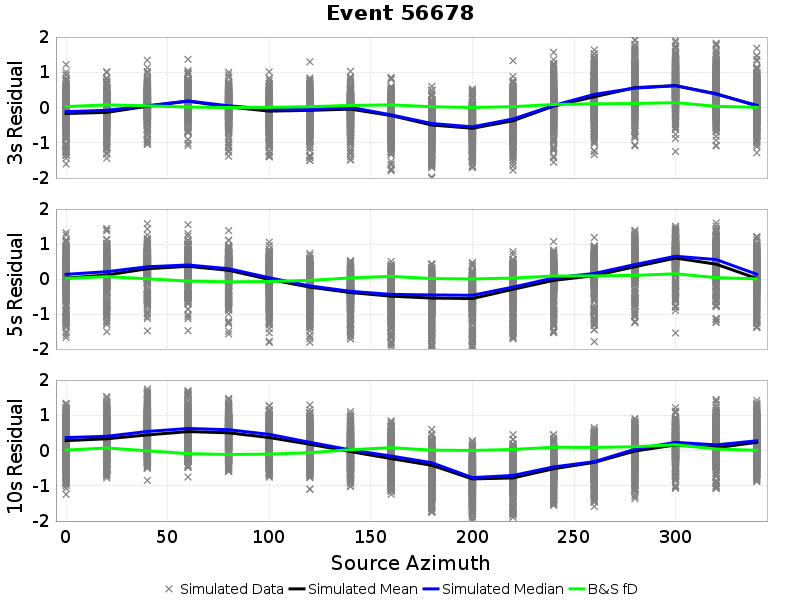 Event 56678
3s Residual
2
1
0
-1
-2
5s Residual
2
1
0
-1
-2
10s Residual
2
1
0
-1
-2
0 50 100 150 200 250 300
Source Azimuth
Simulated Data Simulated Mean Simulated Median B&S fD